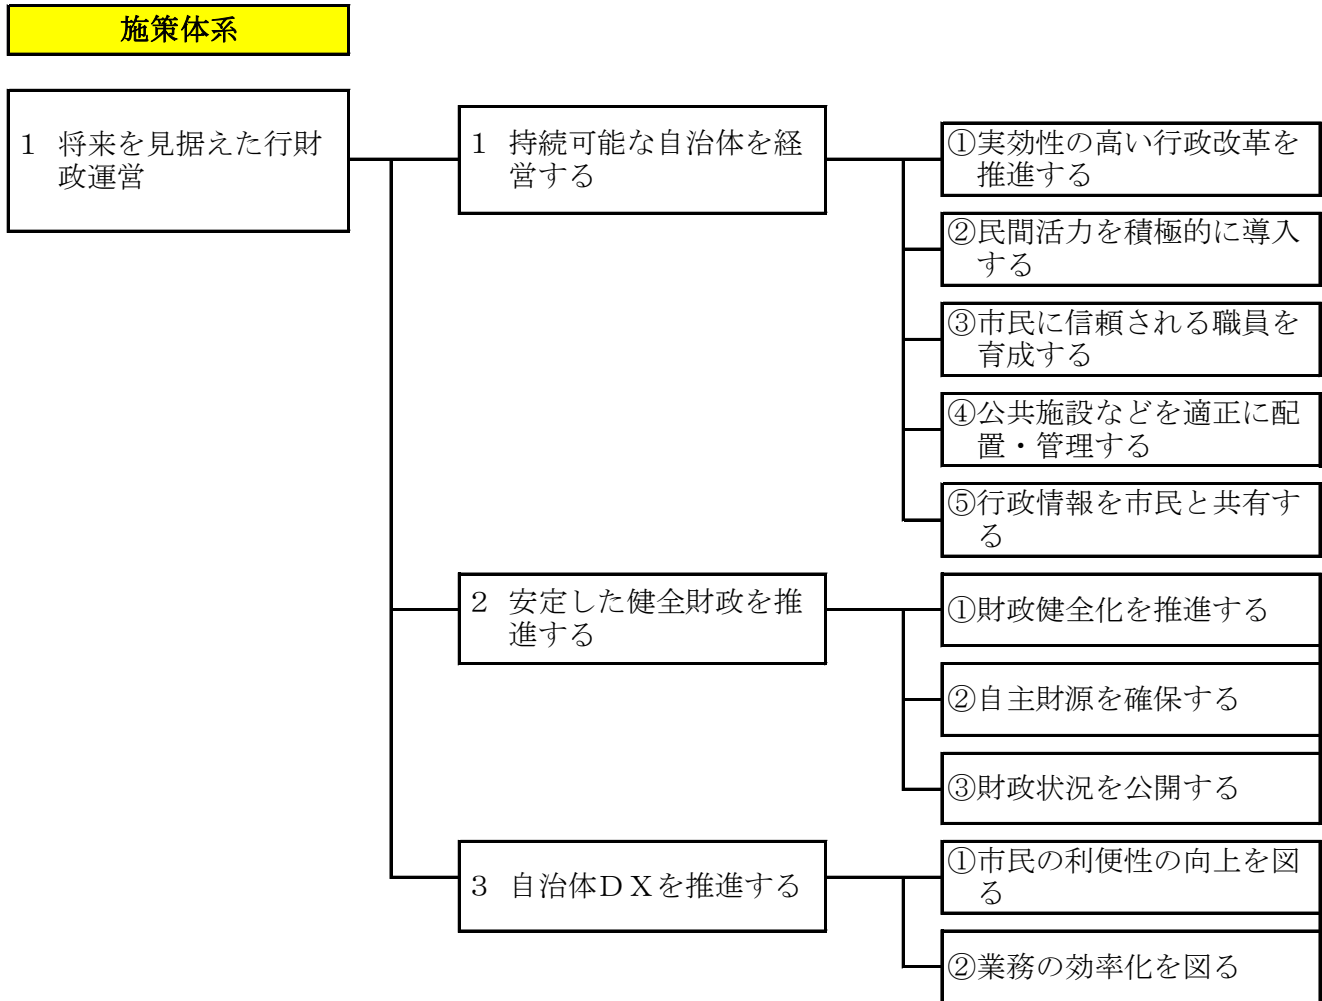 施策体系
1 将来を見据えた行財
政運営
1 持続可能な自治体を経
営する
①実効性の高い行政改革を
推進する
②民間活力を積極的に導入
する
③市民に信頼される職員を
育成する
④公共施設などを適正に配
置・管理する
⑤行政情報を市民と共有す
る
2 安定した健全財政を推
進する
①財政健全化を推進する
②自主財源を確保する
③財政状況を公開する
3 自治体ＤＸを推進する
①市民の利便性の向上を図
る
②業務の効率化を図る